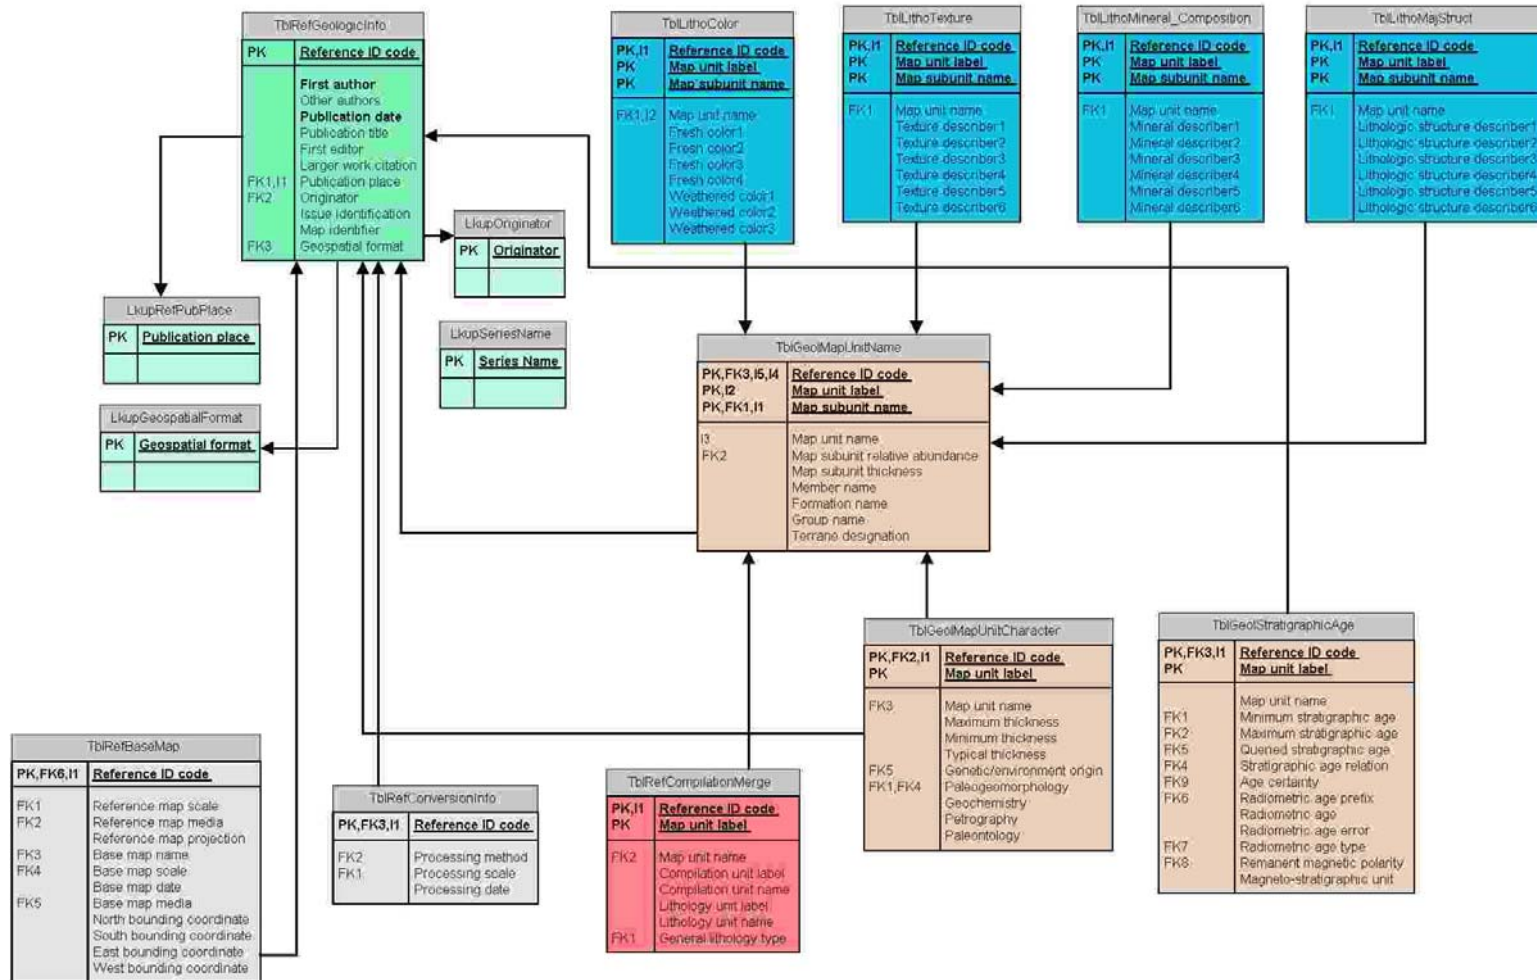 TblRefGeologicInfo
PK Reference ID code
First author
Other authors
Publication date
Publication title
First editor
Larger work citation
FK1,I1 Publication place
FK2 Originator
Issue identification
Map identifier
FK3 Geospatial format
TblLithoColor
PK,I1 Reference ID code
PK Map unit label
PK Map subunit name
FK1,I2 Map unit name
Fresh color1
Fresh color2
Fresh color3
Fresh color4
Weathered color1
Weathered color2
Weathered color3
TblLithoTexture
PK,I1 Reference ID code
PK Map unit label
PK Map subunit name
FK1 Map unit name
Texture describer1
Texture describer2
Texture describer3
Texture describer4
Texture describer5
Texture describer6
TblLithoMineral_Composition
PK,I1 Reference ID code
PK Map unit label
PK Map subunit name
FK1 Map unit name
Mineral describer1
Mineral describer2
Mineral describer3
Mineral describer4
Mineral describer5
Mineral describer6
TblLithoMajStruct
PK,I1 Reference ID code
PK Map unit label
PK Map subunit name
FK1 Map unit name
Lithologic structure describer1
Lithologic structure describer2
Lithologic structure describer3
Lithologic structure describer4
Lithologic structure describer5
Lithologic structure describer6
LkupOriginator
PK Originator
LkupRefPubPlace
PK Publication place
LkupSeriesName
PK Series Name
LkupGeospatialFormat
PK Geospatial format
TblGeolMapUnitName
PK,FK3,I5,I4 Reference ID code
PK,I2 Map unit label
PK,FK1,I1 Map subunit name
I3 Map unit name
FK2 Map subunit relative abundance
Map subunit thickness
Member name
Formation name
Group name
Terrane designation
TblGeolMapUnitCharacter
PK,FK2,I1 Reference ID code
PK Map unit label
FK3 Map unit name
Maximum thickness
Minimum thickness
Typical thickness
FK5 Genetic/environment origin
FK1,FK4 Paleogeomorphology
Geochemistry
Petrography
Paleontology
TblGeolStratigraphicAge
PK,FK3,I1 Reference ID code
PK Map unit label
Map unit name
FK1 Minimum stratigraphic age
FK2 Maximum stratigraphic age
FK5 Queried stratigraphic age
FK4 Stratigraphic age relation
FK9 Age certainty
FK6 Radiometric age prefix
Radiometric age
Radiometric age error
FK7 Radiometric age type
FK8 Remanent magnetic polarity
Magneto-stratigraphic unit
TblRefBaseMap
PK,FK6,I1 Reference ID code
FK1 Reference map scale
FK2 Reference map media
Reference map projection
FK3 Base map name
FK4 Base map scale
Base map date
FK5 Base map media
North bounding coordinate
South bounding coordinate
East bounding coordinate
West bounding coordinate
TblRefConversionInfo
PK,FK3,I1 Reference ID code
FK2 Processing method
FK1 Processing scale
Processing date
TblRefCompilationMerge
PK,I1 Reference ID code
PK Map unit label
FK2 Map unit name
Compilation unit label
Compilation unit name
Lithology unit label
Lithology unit name
FK1 General lithology type